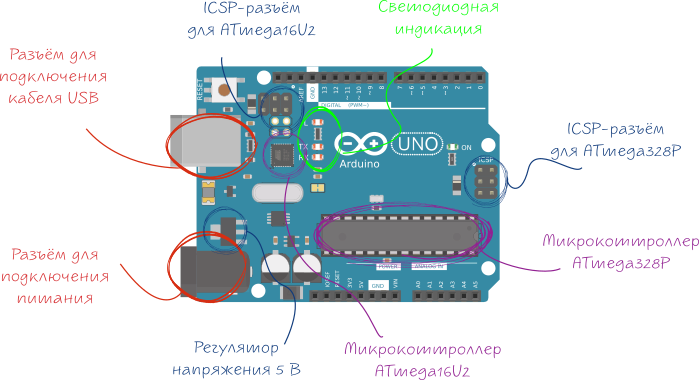 ICSP-разъём
для ATmega16U2
Светодиодная
индикация
Разъём для
подключения
кабеля USB
ICSP-разъём
для ATmega328P
Микроконтроллер
ATmega328P
Разъём для
подключения
питания
Регулятор
напряжения 5 В
Микроконтроллер
ATmega16U2
RESET
AREF
GND
13
12
~11
~10
~9
8
7
~6
~5
4
~3
2
1
0
DIGITAL (PWM~)
L
TX
RX
UNO
Arduino
ON
ICSP
POWER
ANALOG IN
IOREF
RESET
3V3
5V
GND
VIN
A0
A1
A2
A3
A4
A5